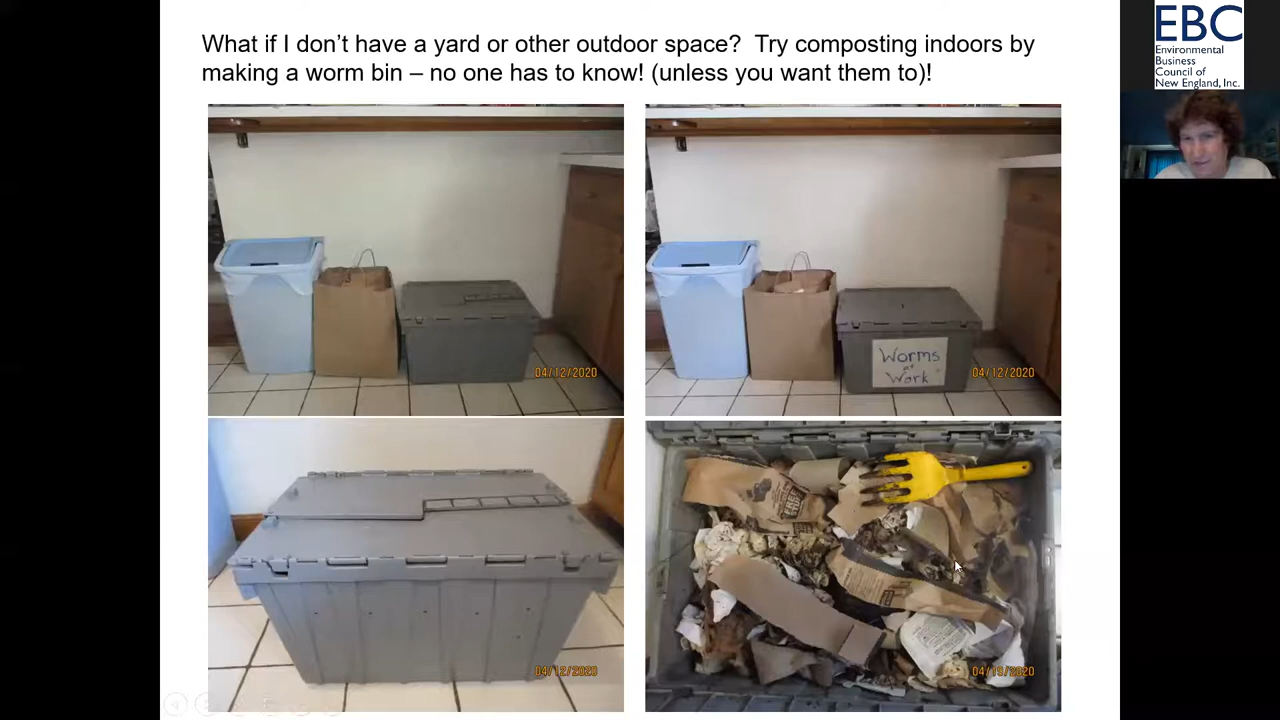 What if I don’t have a yard or other outdoor space?  Try composting indoors by
making a worm bin – no one has to know! (unless you want them to)!
EBC
Environmental
Business
Council of
New England, Inc.
04/12/2020
Worms
at
Work
04/12/2020
04/12/2020
04/19/2020